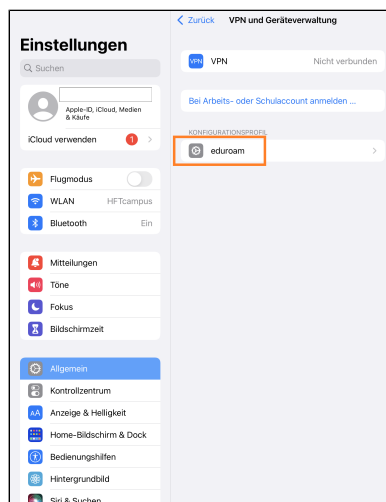 Zurück VPN und Geräteverwaltung
Einstellungen
Suchen
Apple-ID, iCloud, Medien
& Käufe
iCloud verwenden 1
Flugmodus
WLAN HFTcampus
Bluetooth Ein
Mitteilungen
Töne
Fokus
Bildschirmzeit
Allgemein
Kontrollzentrum
AA Anzeige & Helligkeit
Home-Bildschirm & Dock
Bedienungshilfen
Hintergrundbild
Siri & Suchen
VPN VPN Nicht verbunden
Bei Arbeits- oder Schulaccount anmelden ...
KONFIGURATIONSPROFIL
eduroam